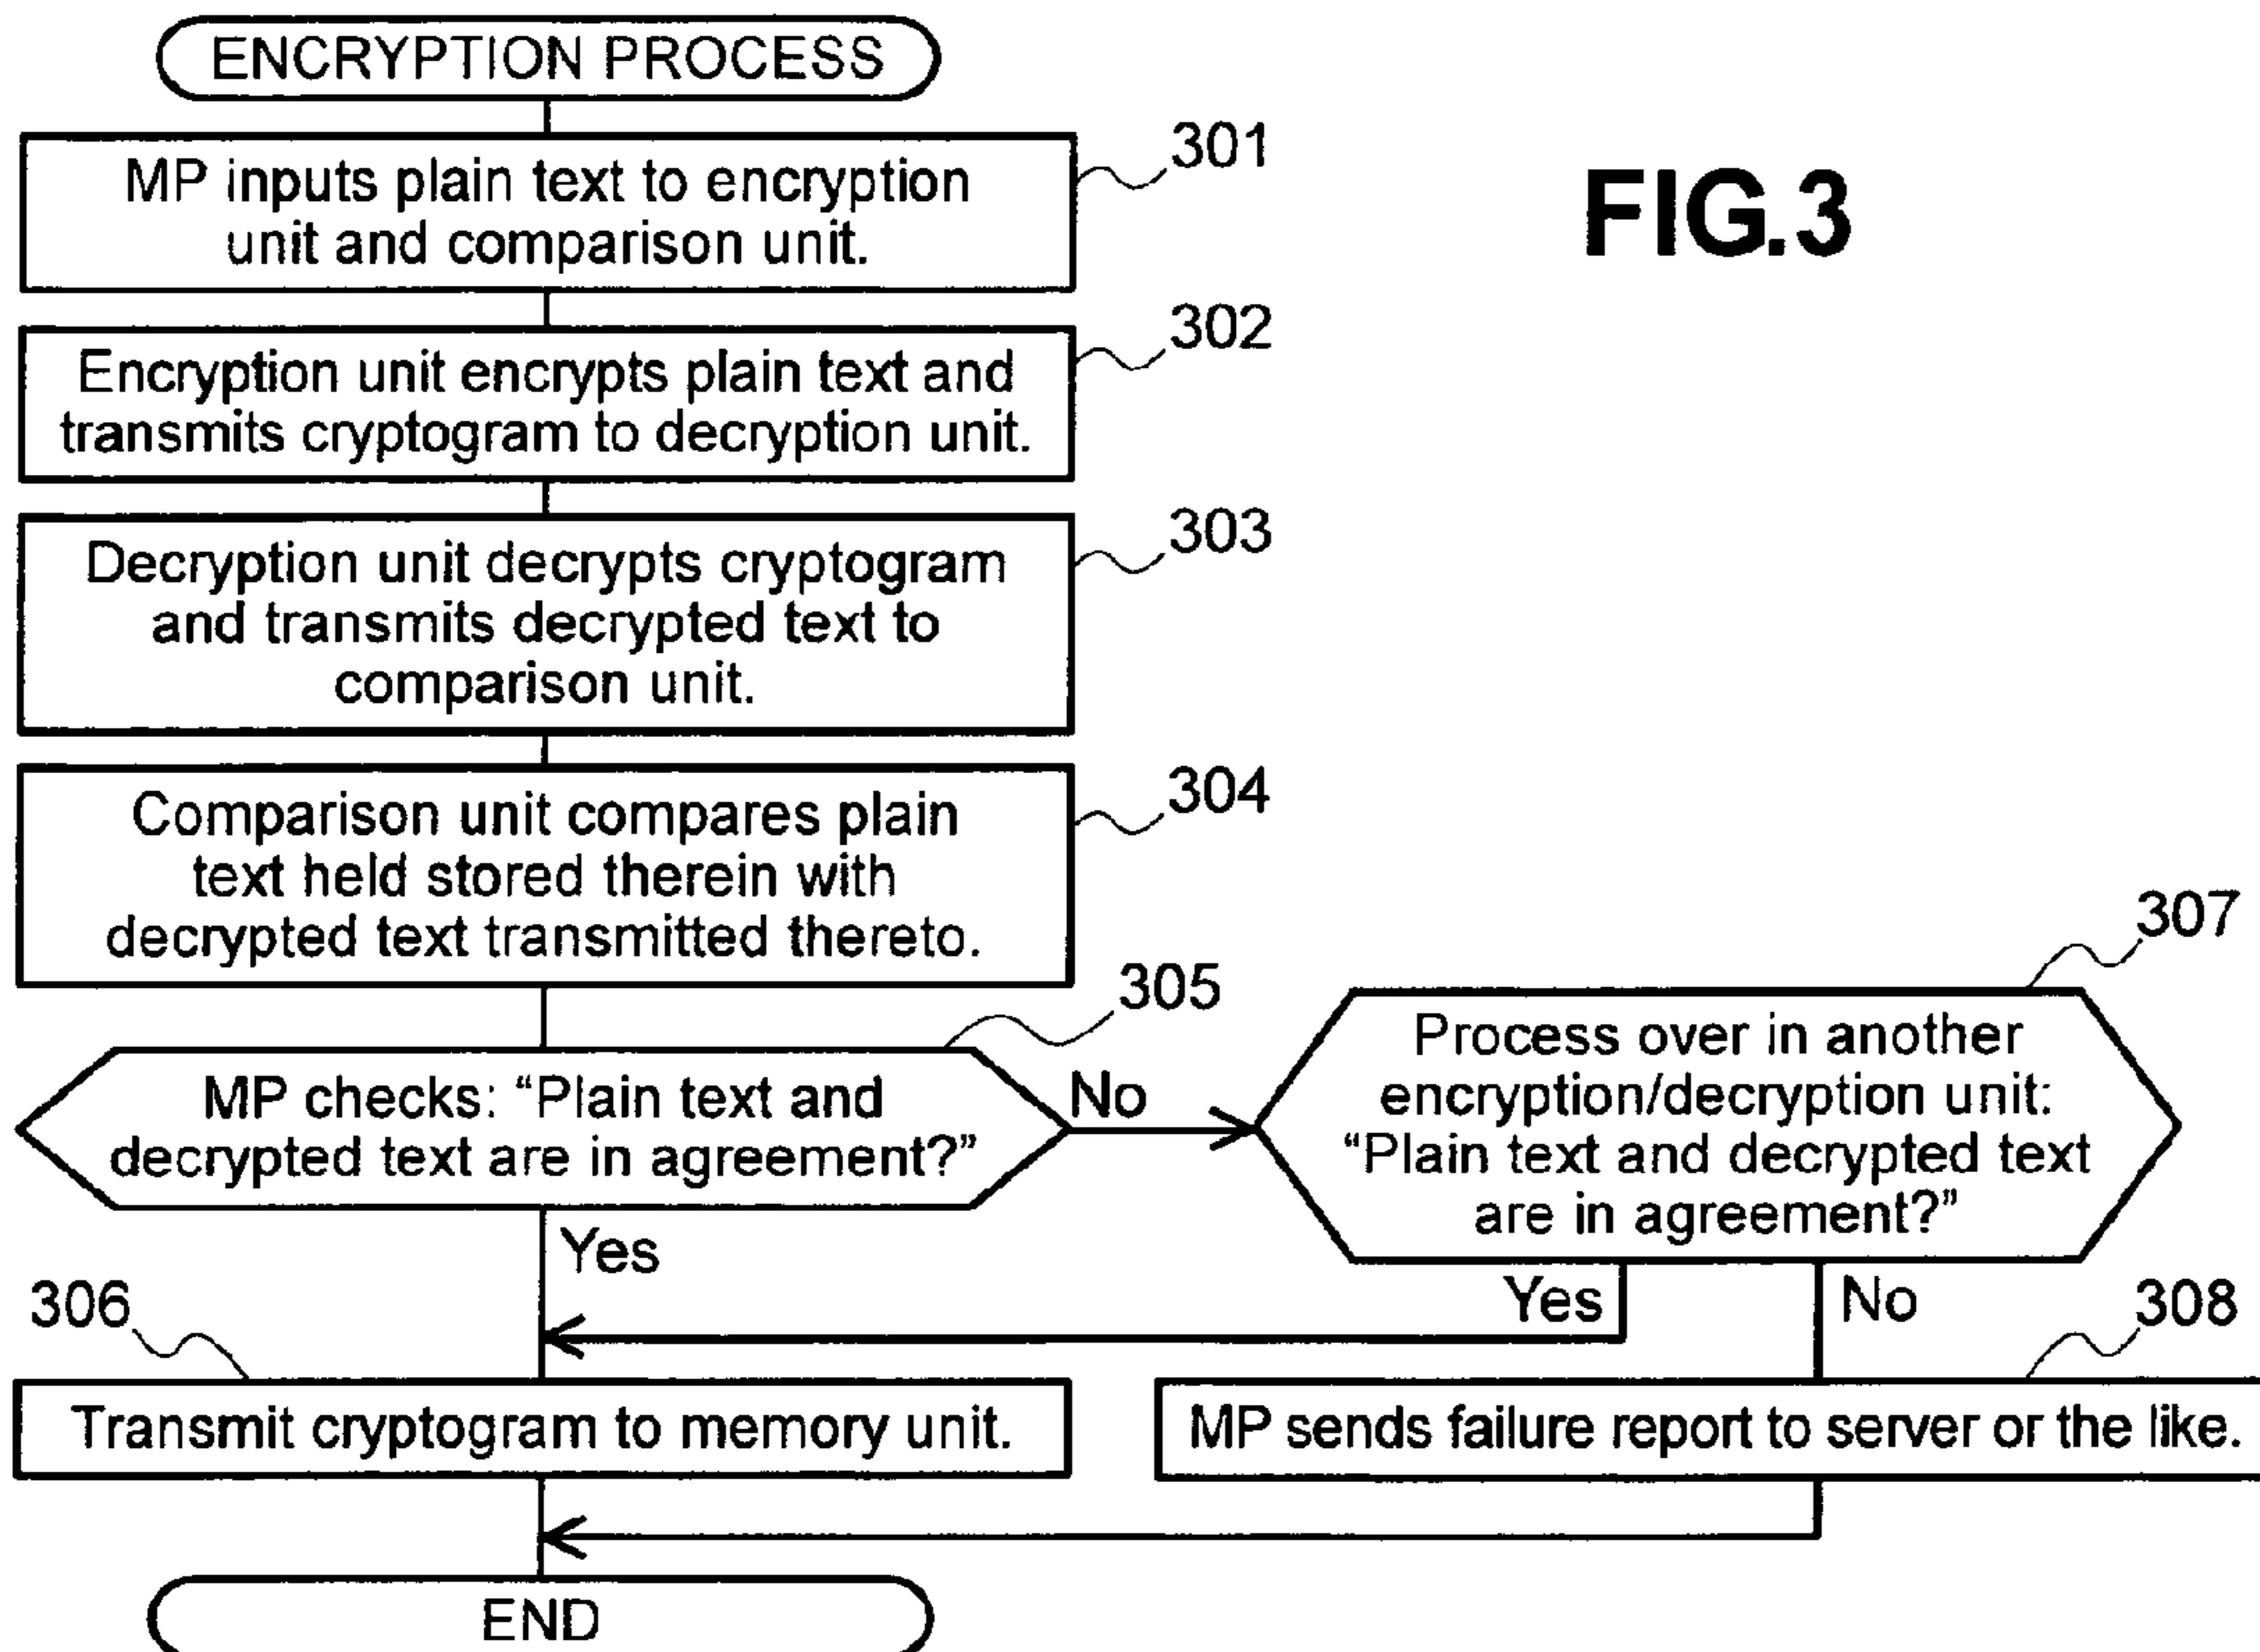 ENCRYPTION PROCESS
301
MP inputs plain text to encryption
unit and comparison unit.
FIG.3
302
Encryption unit encrypts plain text and
transmits cryptogram to decryption unit.
303
Decryption unit decrypts cryptogram
and transmits decrypted text to
comparison unit.
304
Comparison unit compares plain
text held stored therein with
decrypted text transmitted thereto.
305
MP checks: “Plain text and
decrypted text are in agreement?”
No
307
Process over in another
encryption/decryption unit:
“Plain text and decrypted text
are in agreement?”
Yes
Yes
No
306
Transmit cryptogram to memory unit.
308
MP sends failure report to server or the like.
END